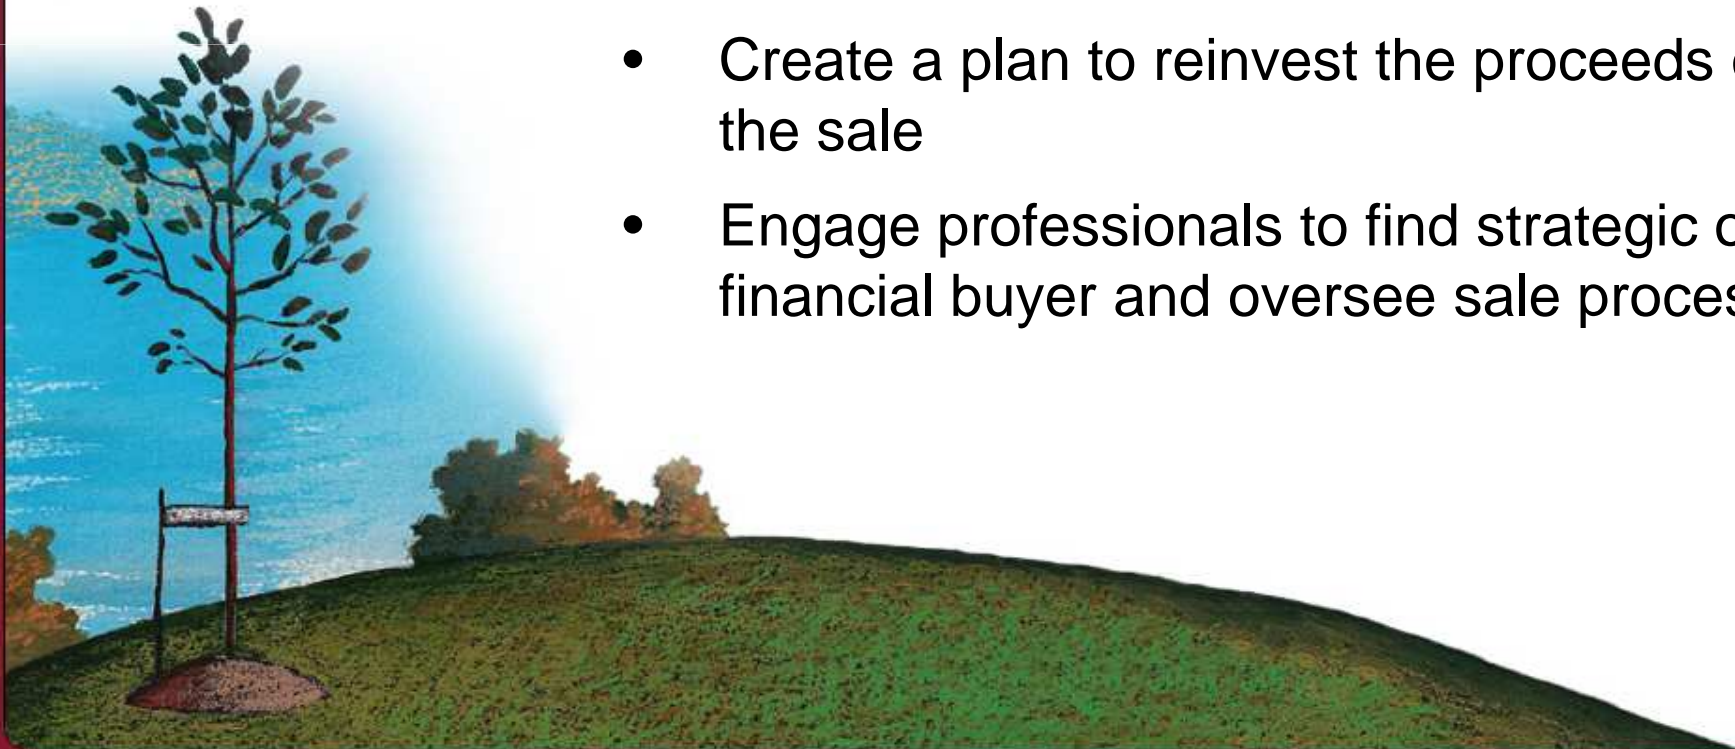 • Create a plan to reinvest the proceeds
the sale
• Engage professionals to find strategic
financial buyer and oversee sale